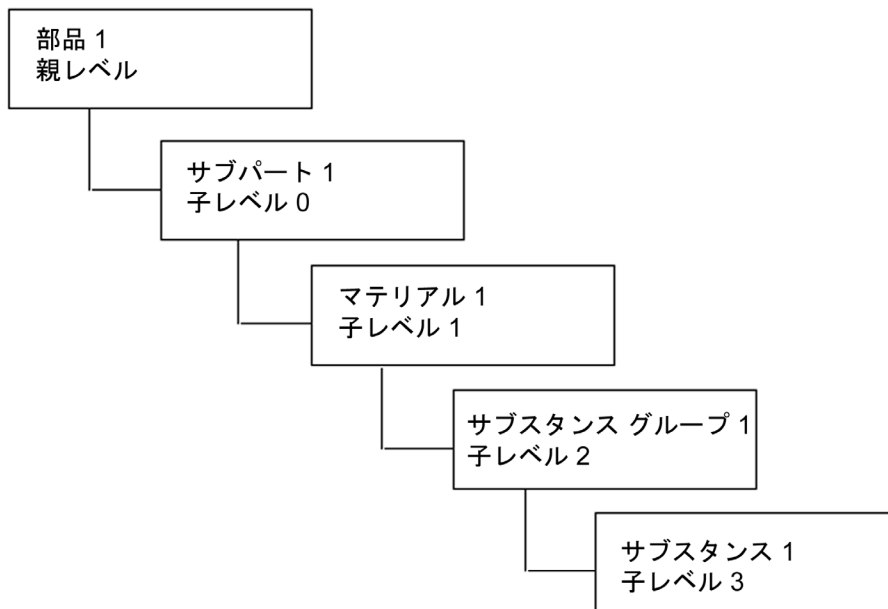 部品 1
親レベル
サブパート 1
子レベル 0
マテリアル 1
子レベル 1
サブスタンス グループ 1
子レベル 2
サブスタンス 1
子レベル 3